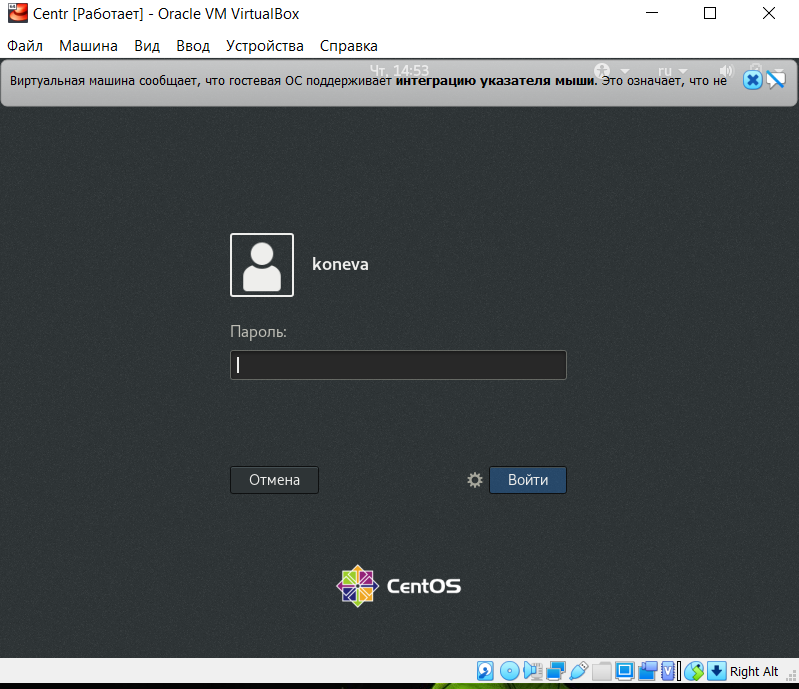 Centr [Работает] - Oracle VM VirtualBox
Файл Машина Вид Ввод Устройства Справка
Чт, 14:53 ru
Виртуальная машина сообщает, что гостевая ОС поддерживает интеграцию указателя мыши. Это означает, что не
koneva
Пароль:
Отмена Войти
CentOS
Right Alt